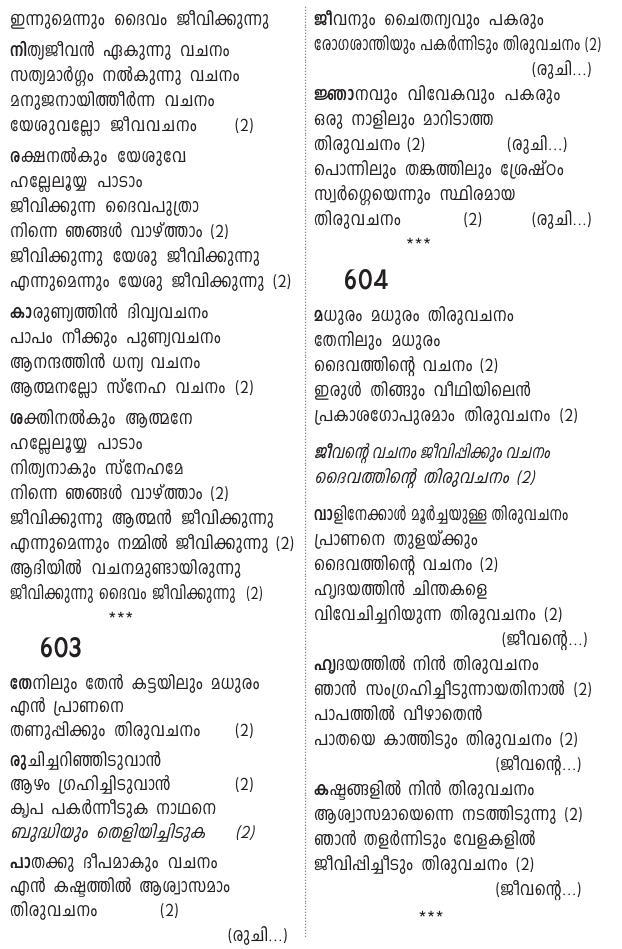 ഇന്നുമെന്നും ദൈവം ജീവിക്കുന്നു
നിത്യജീവൻ ഏകുന്നു വചനം
സത്യമാർഗ്ഗം നൽകുന്നു വചനം
മനുജനായിത്തീർന്ന വചനം
യേശുവല്ലോ ജീവവചനം (2)
രക്ഷനൽകും യേശുവേ
ഹല്ലേലൂയ്യ പാടാം
ജീവിക്കുന്ന ദൈവപുത്രാ
നിന്നെ ഞങ്ങൾ വാഴ്ത്താം (2)
ജീവിക്കുന്നു യേശു ജീവിക്കുന്നു
എന്നുമെന്നും യേശു ജീവിക്കുന്നു (2)
കാരുണ്യത്തിൻ ദിവ്യവചനം
പാപം നീക്കും പുണ്യവചനം
ആനന്ദത്തിൻ ധന്യ വചനം
ആത്മനല്ലോ സ്നേഹ വചനം (2)
ശക്തിനൽകും ആത്മനേ
ഹല്ലേലൂയ്യ പാടാം
നിത്യനാകും സ്നേഹമേ
നിന്നെ ഞങ്ങൾ വാഴ്ത്താം (2)
ജീവിക്കുന്നു ആത്മൻ ജീവിക്കുന്നു
എന്നുമെന്നും നമ്മിൽ ജീവിക്കുന്നു (2)
ആദിയിൽ വചനമുണ്ടായിരുന്നു
ജീവിക്കുന്നു ദൈവം ജീവിക്കുന്നു (2)
***
603
തേനിലും തേൻ കട്ടയിലും മധുരം
എൻ പ്രാണനെ
തണുപ്പിക്കും തിരുവചനം (2)
രുചിച്ചറിഞ്ഞിടുവാൻ
ആഴം ഗ്രഹിച്ചിടുവാൻ (2)
കൃപ പകർന്നീടുക നാഥനെ
ബുദ്ധിയും തെളിയിച്ചിടുക (2)
പാതക്കു ദീപമാകും വചനം
എൻ കഷ്ടത്തിൽ ആശ്വാസമാം
തിരുവചനം (2)
(രുചി...)
ജീവനും ചൈതന്യവും പകരും
രോഗശാന്തിയും പകർന്നിടും തിരുവചനം (2)
(രുചി...)
ജ്ഞാനവും വിവേകവും പകരും
ഒരു നാളിലും മാറിടാത്ത
തിരുവചനം (2) (രുചി...)
പൊന്നിലും തങ്കത്തിലും ശ്രേഷ്ഠം
സ്വർഗ്ഗെയെന്നും സ്ഥിരമായ
തിരുവചനം (2) (രുചി...)
***
604
മധുരം മധുരം തിരുവചനം
തേനിലും മധുരം
ദൈവത്തിന്റെ വചനം (2)
ഇരുൾ തിങ്ങും വീഥിയിലെൻ
പ്രകാശഗോപുരമാം തിരുവചനം (2)
ജീവന്റെ വചനം ജീവിപ്പിക്കും വചനം
ദൈവത്തിന്റെ തിരുവചനം (2)
വാളിനേക്കാൾ മൂർച്ചയുള്ള തിരുവചനം
പ്രാണനെ തുളയ്ക്കും
ദൈവത്തിന്റെ വചനം (2)
ഹൃദയത്തിൻ ചിന്തകളെ
വിവേചിച്ചറിയുന്ന തിരുവചനം (2)
(ജീവന്റെ...)
ഹൃദയത്തിൽ നിൻ തിരുവചനം
ഞാൻ സംഗ്രഹിച്ചീടുന്നായതിനാൽ (2)
പാപത്തിൽ വീഴാതെൻ
പാതയെ കാത്തിടും തിരുവചനം (2)
(ജീവന്റെ...)
കഷ്ടങ്ങളിൽ നിൻ തിരുവചനം
ആശ്വാസമായെന്നെ നടത്തിടുന്നു (2)
ഞാൻ തളർന്നിടും വേളകളിൽ
ജീവിപ്പിച്ചീടും തിരുവചനം (2)
(ജീവന്റെ...)
***